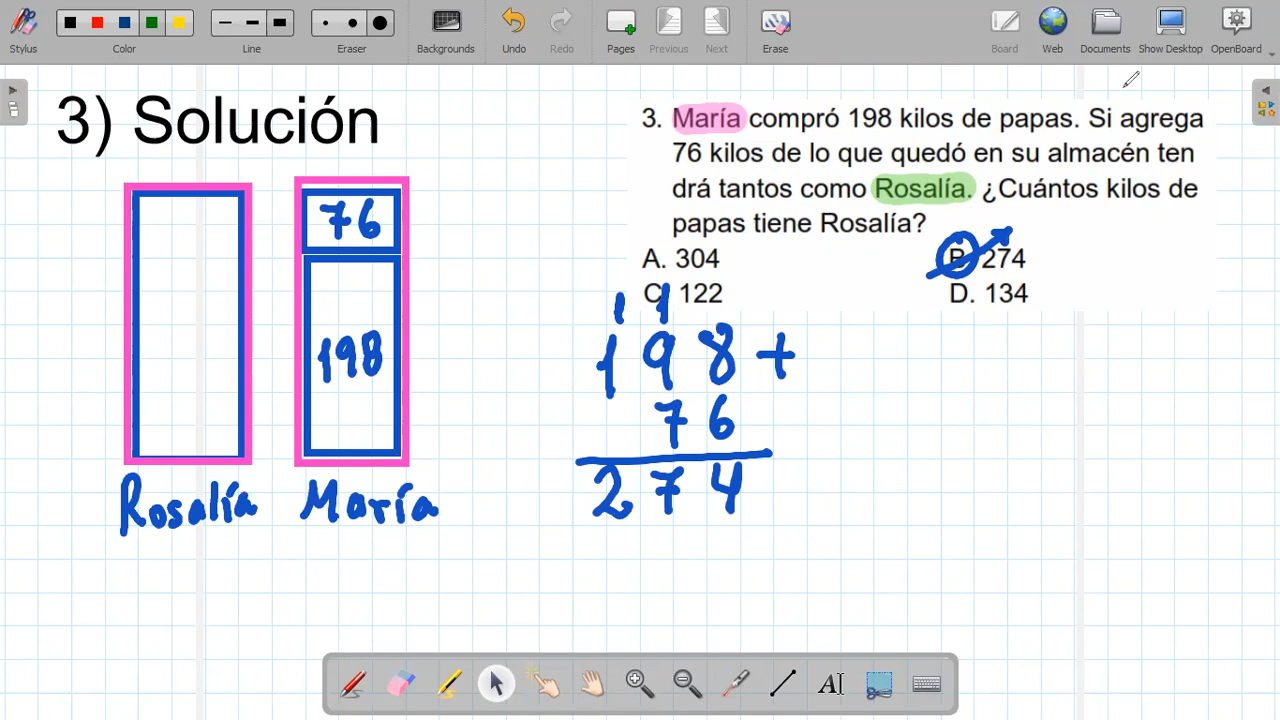 Stylus Color Line Eraser Backgrounds Undo Redo Pages Previous Next Erase Board Web Documents Show Desktop OpenBoard
3) Solución
3. María compró 198 kilos de papas. Si agrega
76 kilos de lo que quedó en su almacén ten
drá tantos como Rosalía. ¿Cuántos kilos de
papas tiene Rosalía?
A. 304 B. 274
C. 122 D. 134
76
198
Rosalía María
1 1
198+
76
274
AI